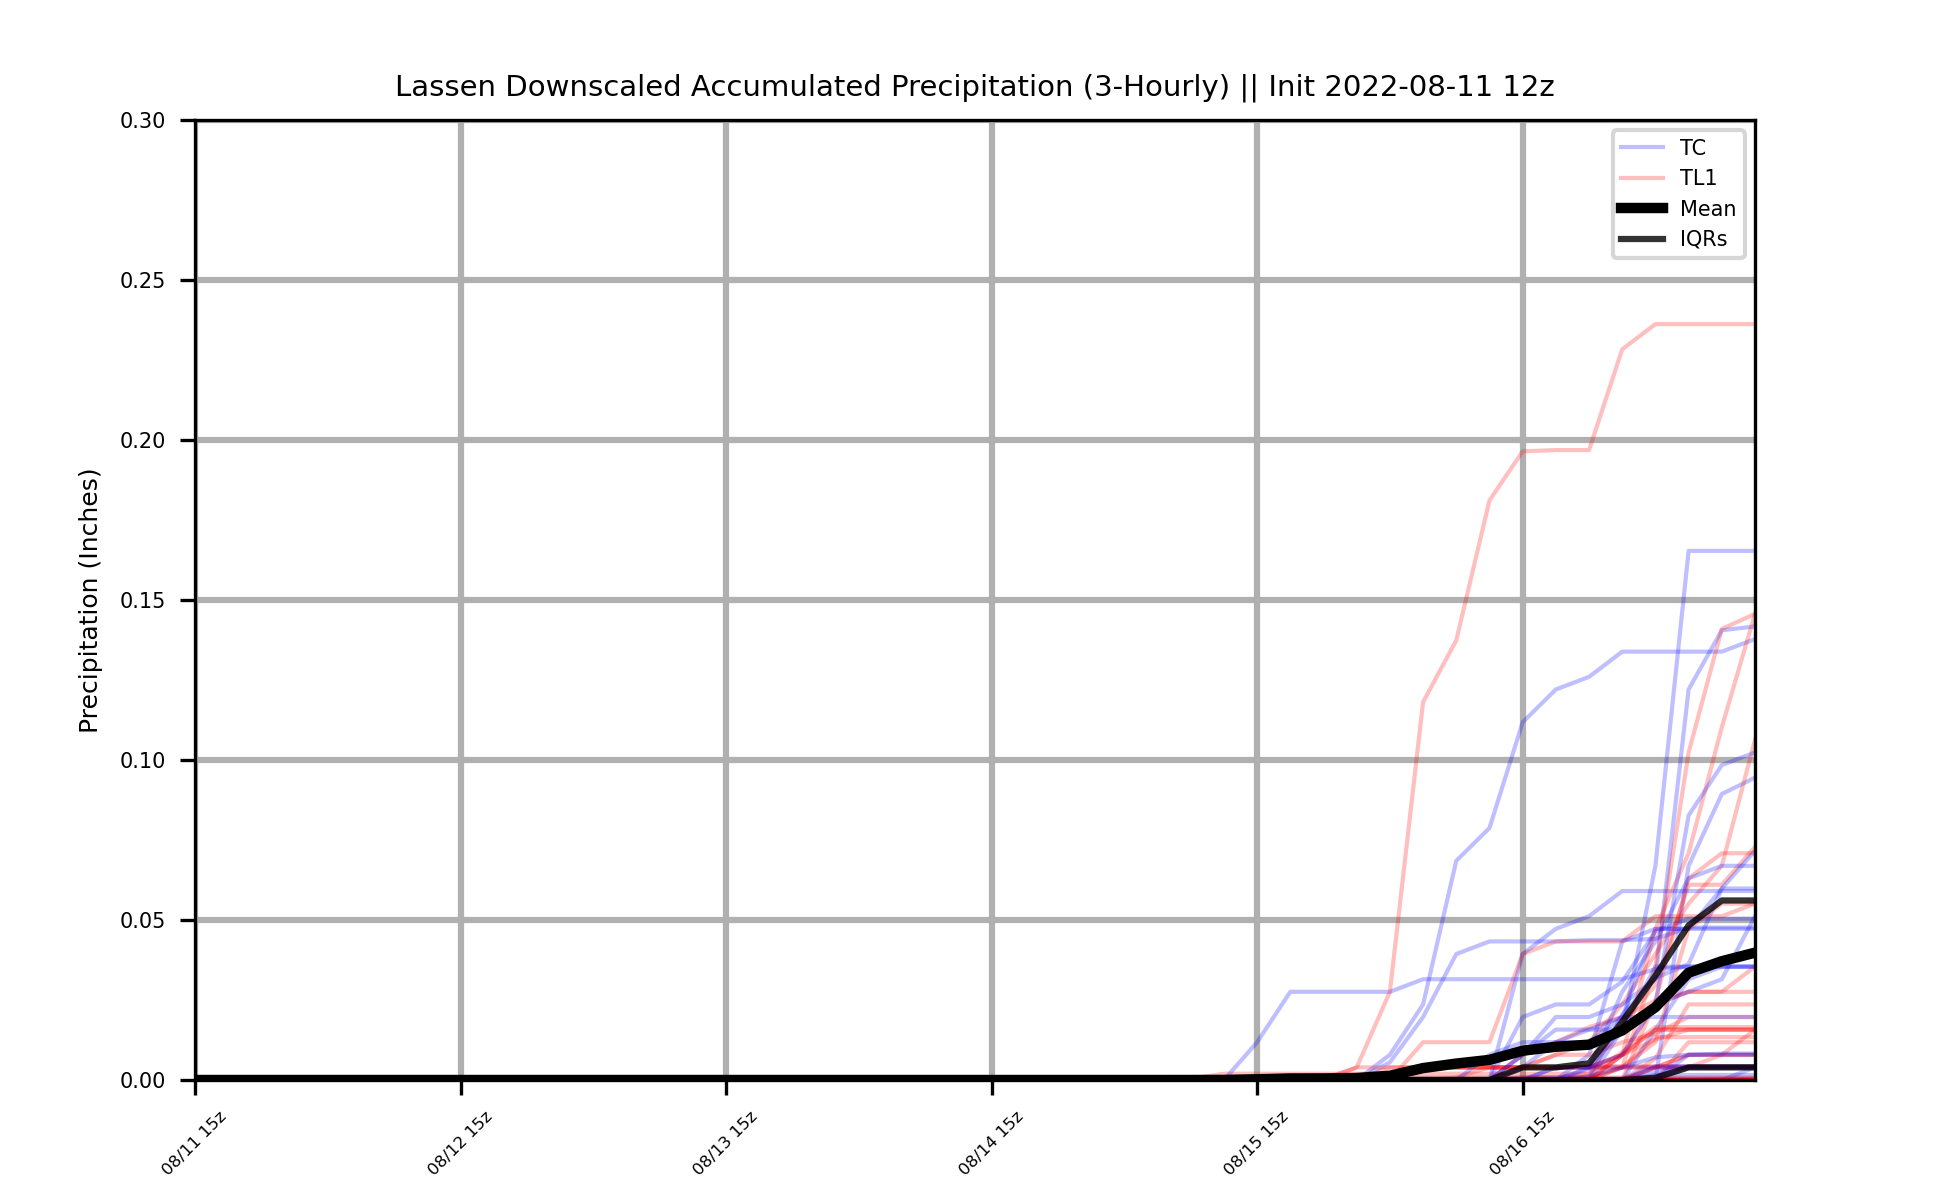 Lassen Downscaled Accumulated Precipitation (3-Hourly) || Init 2022-08-11 12z
0.30
0.25
0.20
0.15
0.10
0.05
0.00
Precipitation (Inches)
TC
TL1
Mean
IQRs
08/11 15z
08/12 15z
08/13 15z
08/14 15z
08/15 15z
08/16 15z